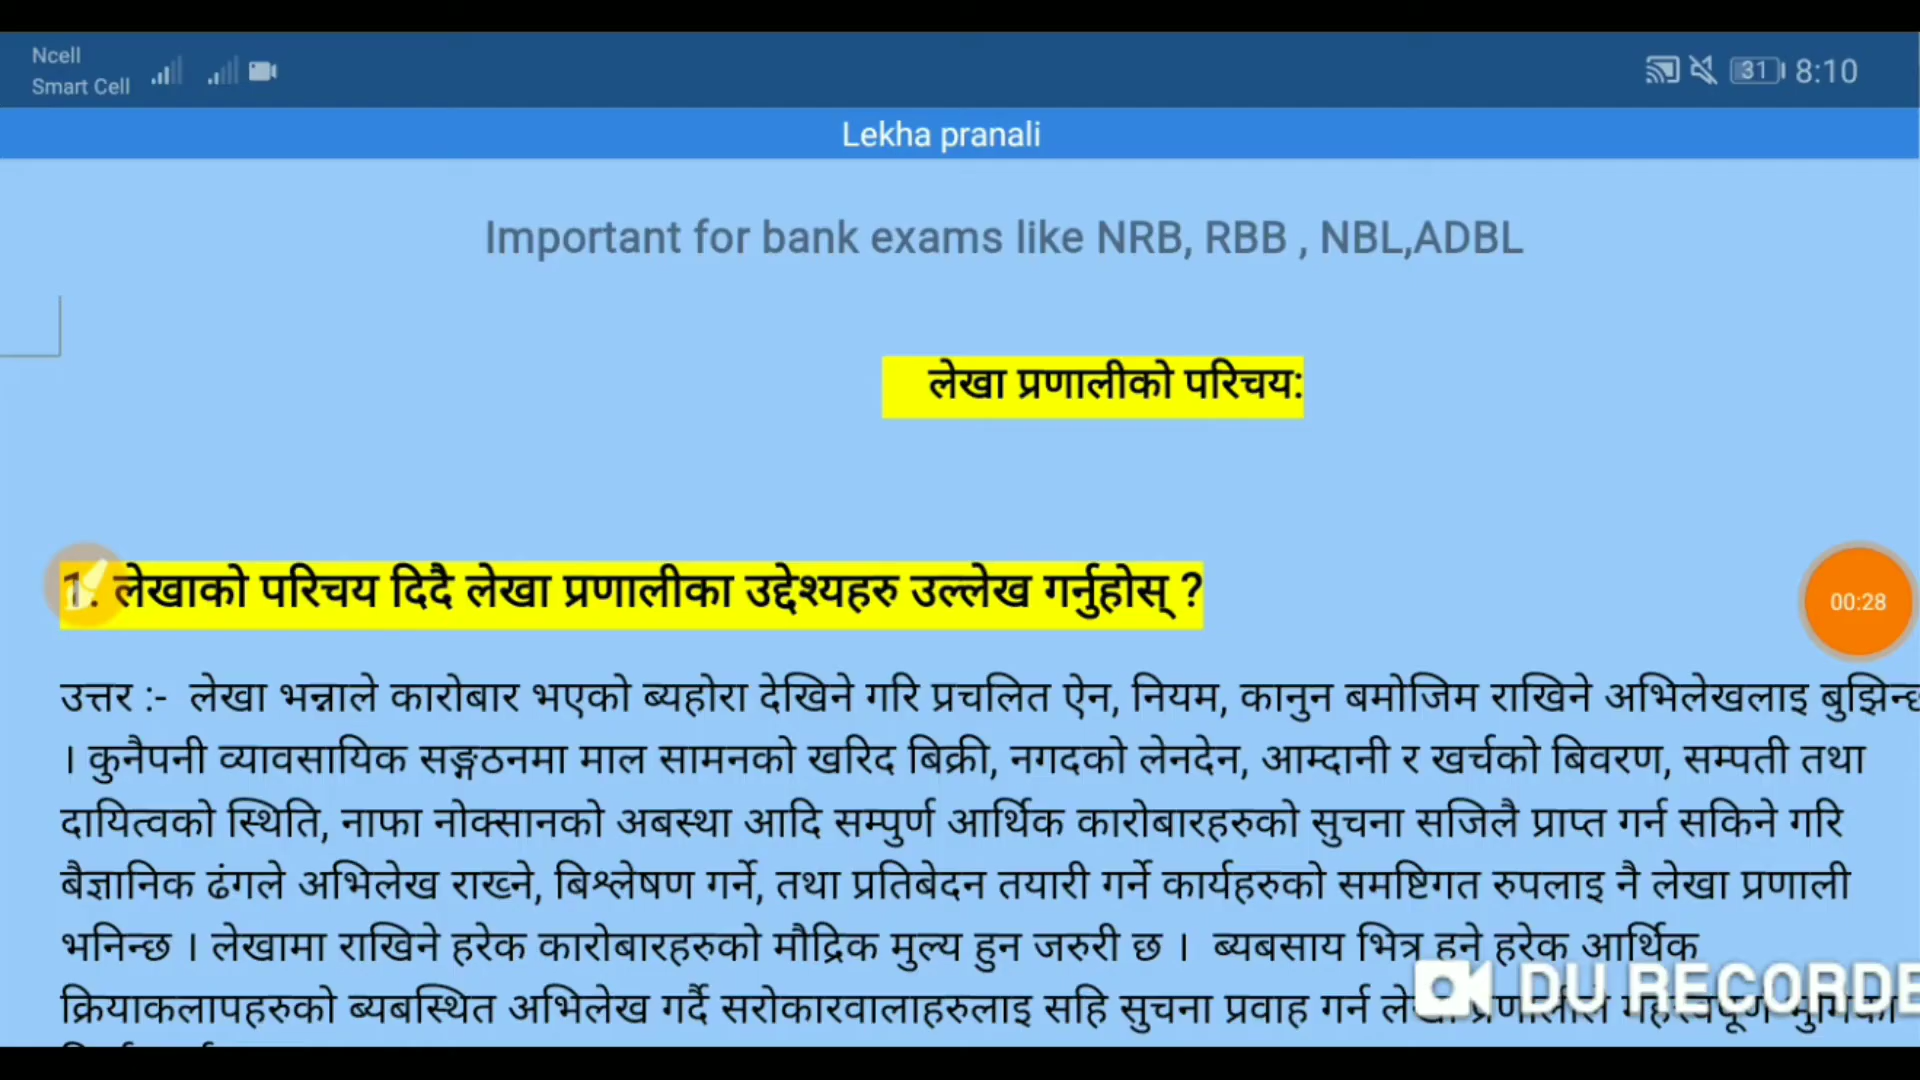 Ncell
Smart Cell
31 8:10
Lekha pranali
Important for bank exams like NRB, RBB , NBL,ADBL
लेखा प्रणालीको परिचय:
1. लेखाको परिचय दिदै लेखा प्रणालीका उद्देश्यहरु उल्लेख गर्नुहोस् ?
00:28
उत्तर :- लेखा भन्नाले कारोबार भएको ब्यहोरा देखिने गरि प्रचलित ऐन, नियम, कानुन बमोजिम राखिने अभिलेखलाइ बुझिन्छ
। कुनैपनी व्यावसायिक सङ्गठनमा माल सामनको खरिद बिक्री, नगदको लेनदेन, आम्दानी र खर्चको बिवरण, सम्पती तथा
दायित्वको स्थिति, नाफा नोक्सानको अबस्था आदि सम्पुर्ण आर्थिक कारोबारहरुको सुचना सजिलै प्राप्त गर्न सकिने गरि
बैज्ञानिक ढंगले अभिलेख राख्ने, बिश्लेषण गर्ने, तथा प्रतिबेदन तयारी गर्ने कार्यहरुको समष्टिगत रुपलाइ नै लेखा प्रणाली
भनिन्छ । लेखामा राखिने हरेक कारोबारहरुको मौद्रिक मुल्य हुन जरुरी छ । ब्यबसाय भित्र हुने हरेक आर्थिक
क्रियाकलापहरुको ब्यबस्थित अभिलेख गर्दै सरोकारवालाहरुलाइ सहि सुचना प्रवाह गर्न लेखा प्रणालीले महत्त्वपूर्ण भुमिका
DU RECORDE